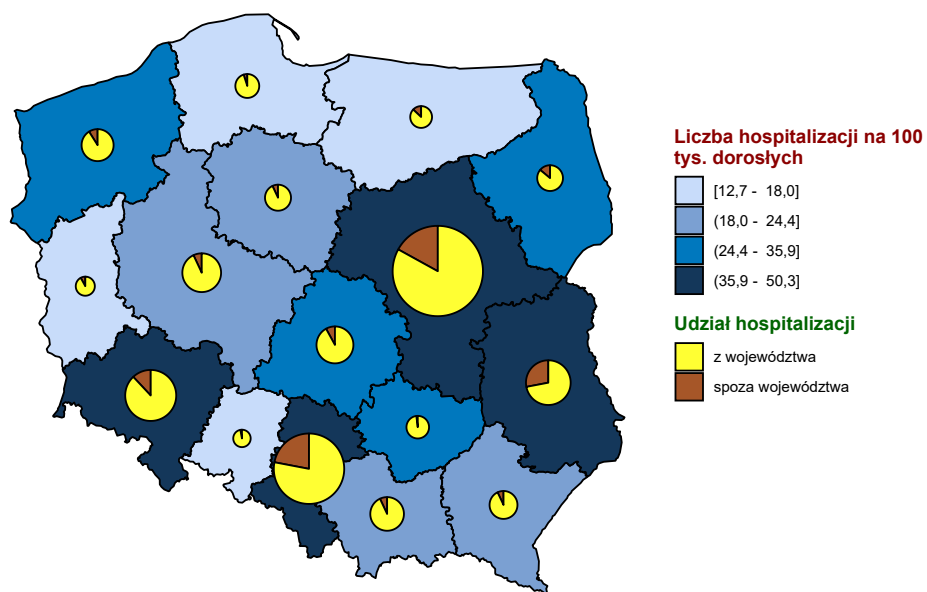 Liczba hospitalizacji na 100
tys. dorosłych
[12,7 - 18,0]
(18,0 - 24,4]
(24,4 - 35,9]
(35,9 - 50,3]
Udział hospitalizacji
z województwa
spoza województwa